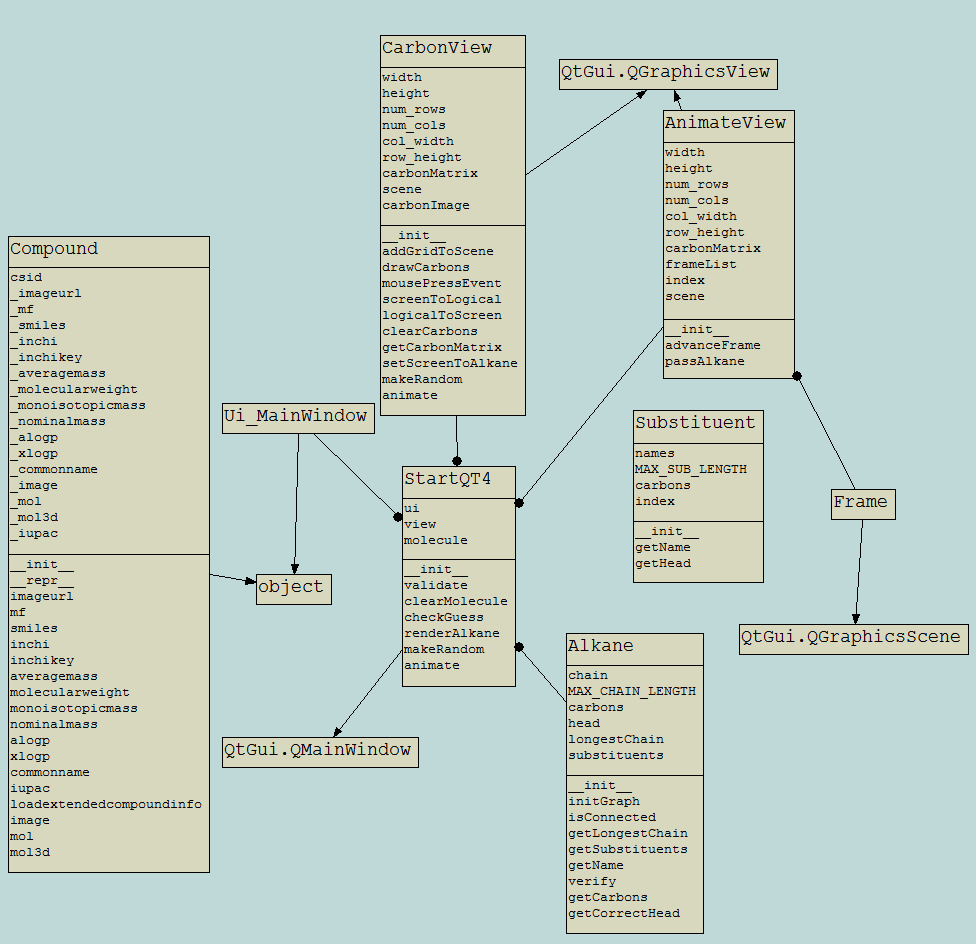 CarbonView
width
height
num_rows
num_cols
col_width
row_height
carbonMatrix
scene
carbonImage
__init__
addGridToScene
drawCarbons
mousePressEvent
screenToLogical
logicalToScreen
clearCarbons
getCarbonMatrix
setScreenToAlkane
makeRandom
animate
QtGui.QGraphicsView
AnimateView
width
height
num_rows
num_cols
col_width
row_height
carbonMatrix
frameList
index
scene
__init__
advanceFrame
passAlkane
Compound
csid
_imageurl
_mf
_smiles
_inchi
_inchikey
_averagemass
_molecularweight
_monoisotopicmass
_nominalmass
_alogp
_xlogp
_commonname
_image
_mol
_mol3d
_iupac
__init__
__repr__
imageurl
mf
smiles
inchi
inchikey
averagemass
molecularweight
monoisotopicmass
nominalmass
alogp
xlogp
commonname
iupac
loadextendedcompoundinfo
image
mol
mol3d
Ui_MainWindow
object
StartQT4
ui
view
molecule
__init__
validate
clearMolecule
checkGuess
renderAlkane
makeRandom
animate
QtGui.QMainWindow
Substituent
names
MAX_SUB_LENGTH
carbons
index
__init__
getName
getHead
Frame
QtGui.QGraphicsScene
Alkane
chain
MAX_CHAIN_LENGTH
carbons
head
longestChain
substituents
__init__
initGraph
isConnected
getLongestChain
getSubstituents
getName
verify
getCarbons
getCorrectHead